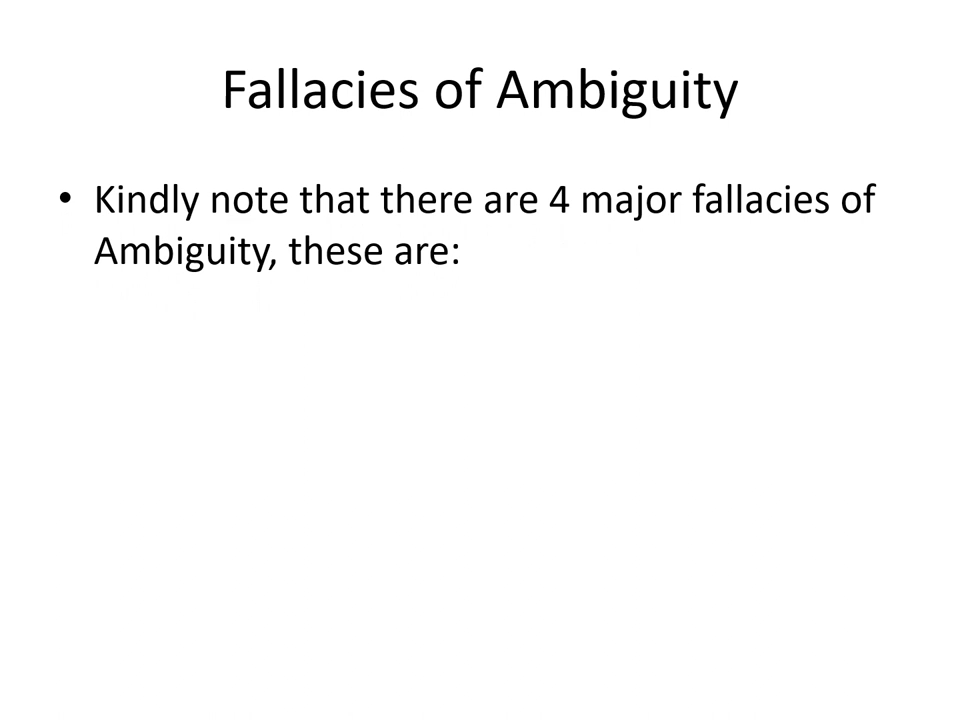 Fallacies of Ambiguity
• Kindly note that there are 4 major fallacies of
Ambiguity, these are: